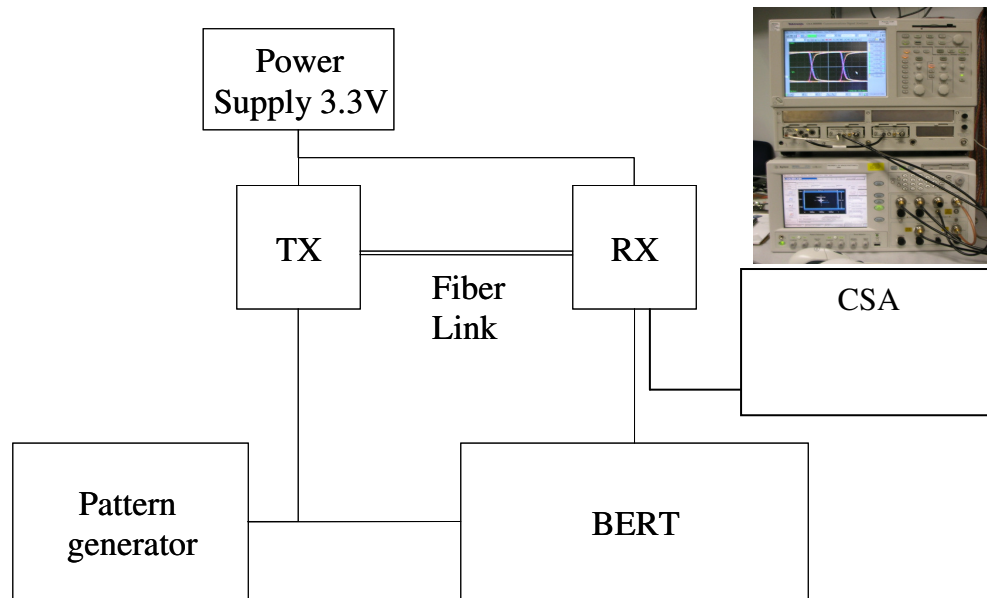 Power
Supply 3.3V
TX
RX
Fiber
Link
CSA
Pattern
generator
BERT